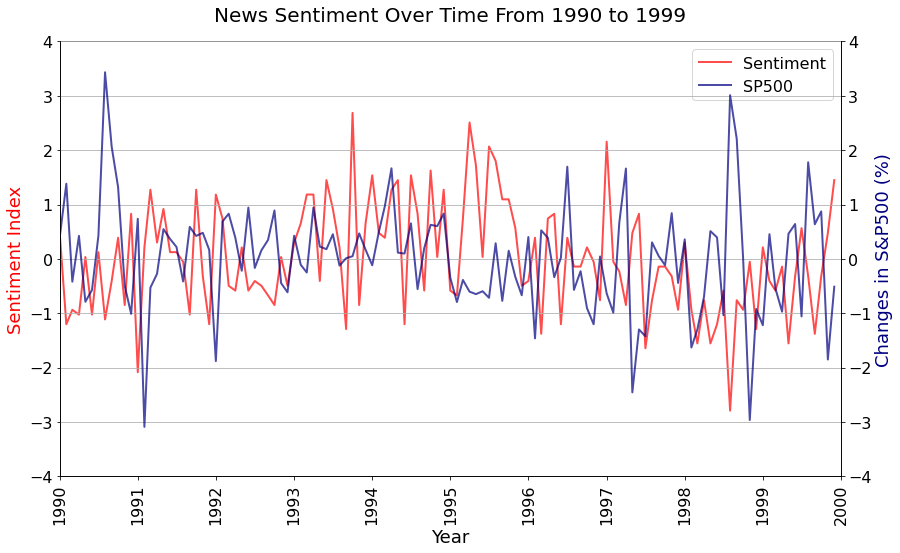 News Sentiment Over Time From 1990 to 1999
4 4
3 3
2 2
1 1
0 0
−1 −1
−2 −2
−3 −3
−4 −4
Sentiment Index
Changes in S&P500 (%)
Sentiment
SP500
1990 1991 1992 1993 1994 1995 1996 1997 1998 1999 2000
Year